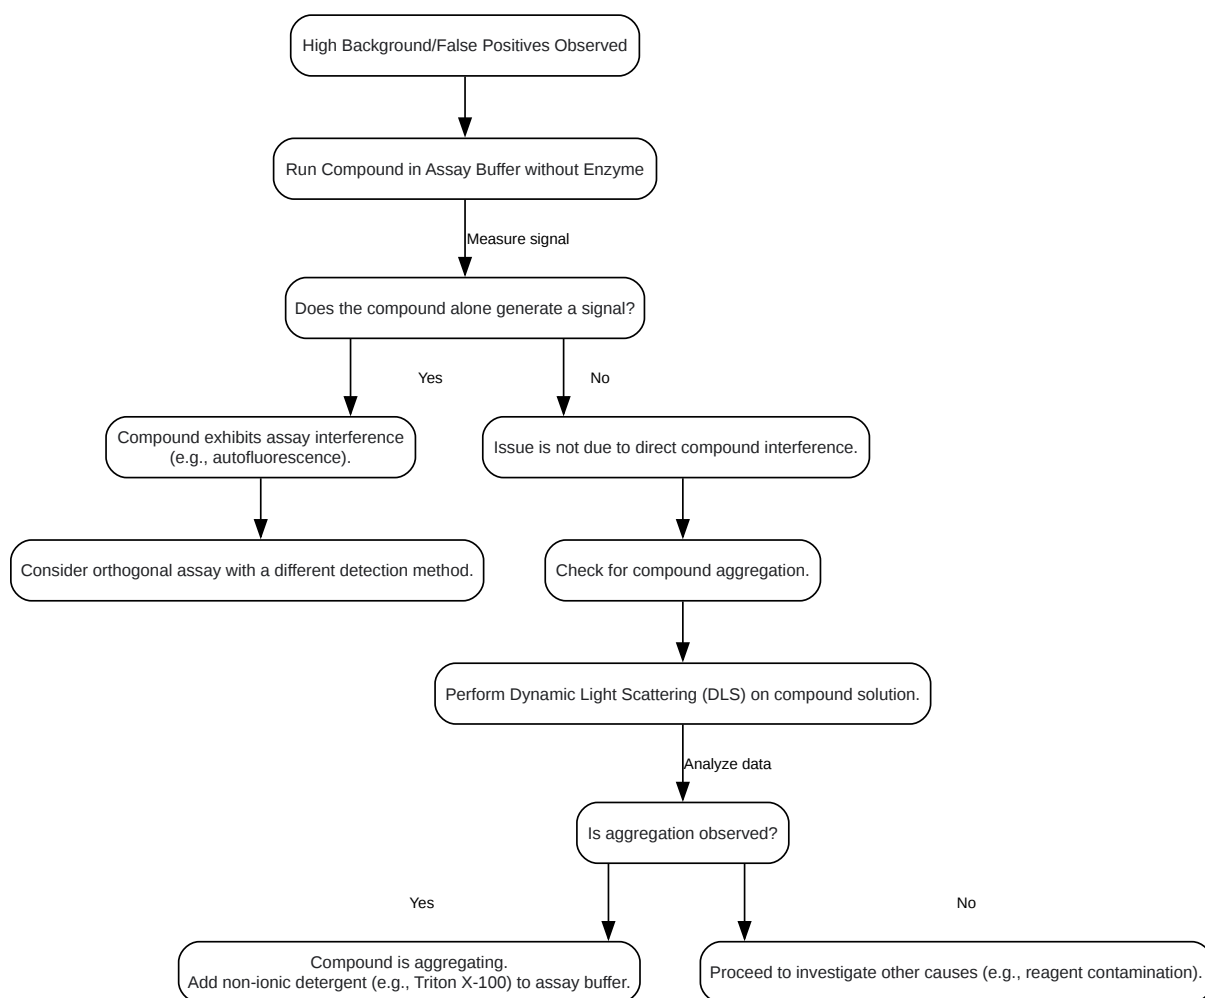 High Background/False Positives Observed
Run Compound in Assay Buffer without Enzyme
Measure signal
Does the compound alone generate a signal?
Yes
No
Compound exhibits assay interference
(e.g., autofluorescence).
Issue is not due to direct compound interference.
Consider orthogonal assay with a different detection method.
Check for compound aggregation.
Perform Dynamic Light Scattering (DLS) on compound solution.
Analyze data
Is aggregation observed?
Yes
No
Compound is aggregating.
Add non-ionic detergent (e.g., Triton X-100) to assay buffer.
Proceed to investigate other causes (e.g., reagent contamination).